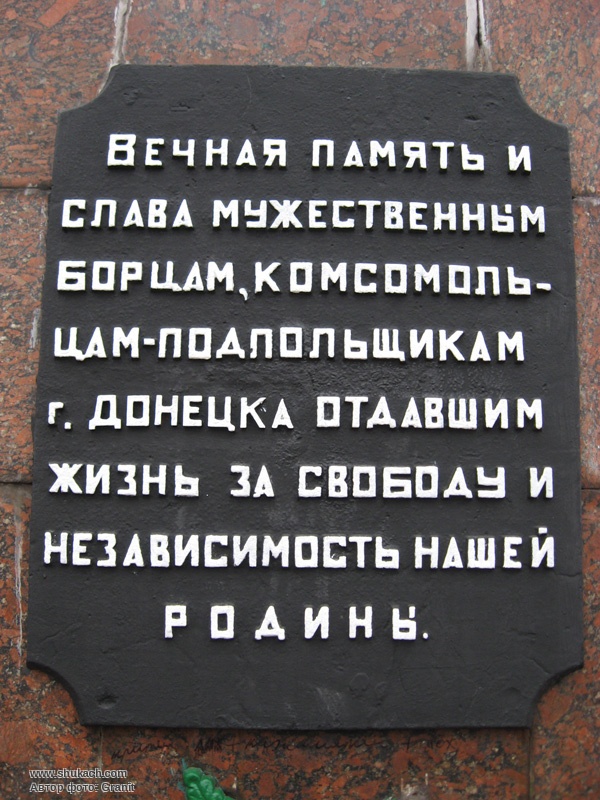 Вечная память и
слава мужественным
борцам, комсомоль-
цам-подпольщикам
г. Донецка отдавшим
жизнь за свободу и
независимость нашей
Родины.
www.shukach.com
Автор фото: Granit